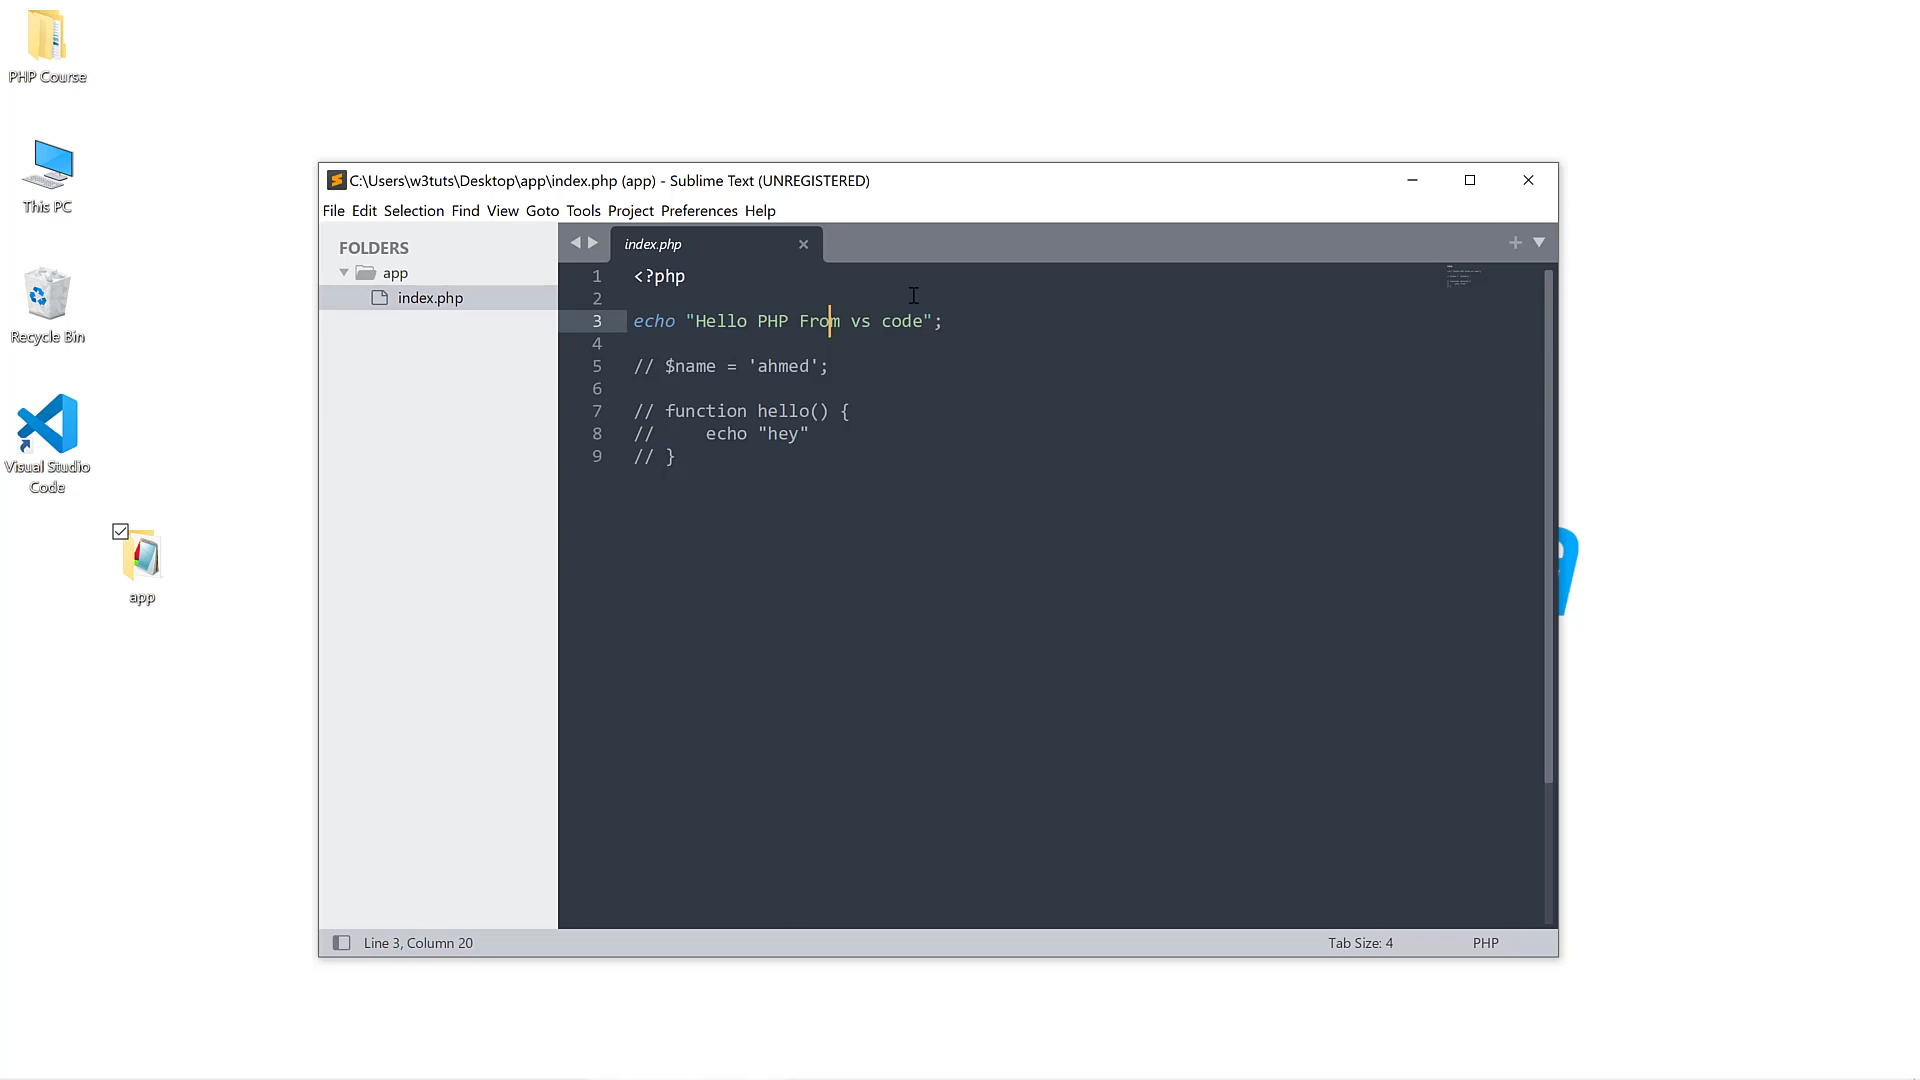 PHP Course
This PC
Recycle Bin
Visual Studio
Code
app
C:\Users\w3tuts\Desktop\app\index.php (app) - Sublime Text (UNREGISTERED)
File Edit Selection Find View Goto Tools Project Preferences Help
FOLDERS
app
index.php
index.php
1 <?php
2
3 echo "Hello PHP From vs code";
4
5 // $name = 'ahmed';
6
7 // function hello() {
8 //     echo "hey"
9 // }
Line 3, Column 20
Tab Size: 4
PHP